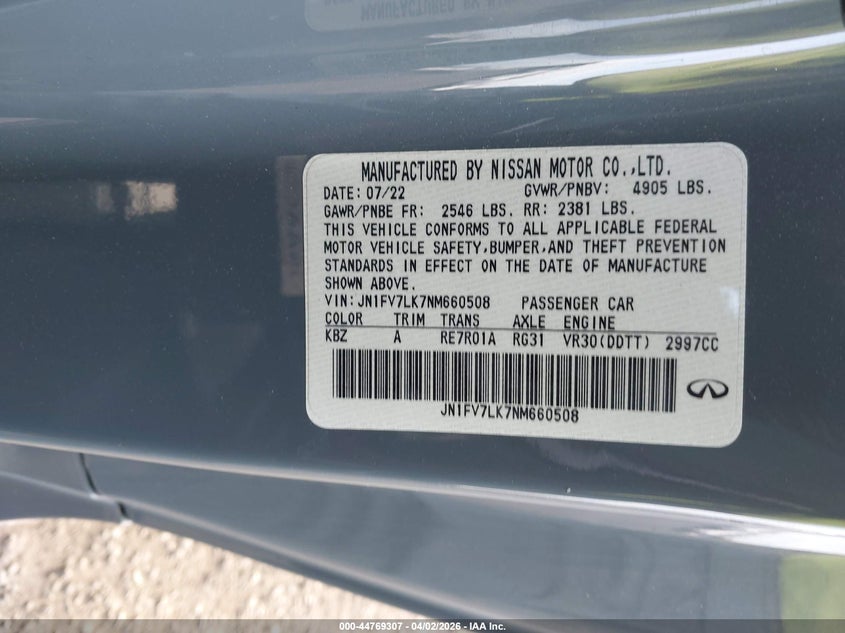 MANUFACTURED BY NISSAN MOTOR CO.,LTD.
DATE: 07/22 GVWR/PNBV: 4905 LBS.
GAWR/PNBE FR: 2546 LBS. RR: 2381 LBS.
THIS VEHICLE CONFORMS TO ALL APPLICABLE FEDERAL
MOTOR VEHICLE SAFETY,BUMPER,AND THEFT PREVENTION
STANDARDS IN EFFECT ON THE DATE OF MANUFACTURE
SHOWN ABOVE.
VIN: JN1FV7LK7NM660508 PASSENGER CAR
COLOR TRIM TRANS AXLE ENGINE
KBZ A RE7R01A RG31 VR30(DDTT) 2997CC
JN1FV7LK7NM660508
000-44769307 - 04/02/2026 - IAAI.COM